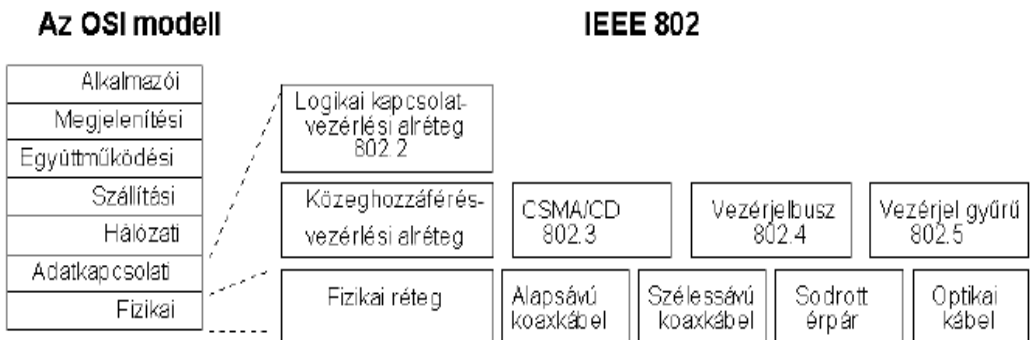 Az OSI modell
IEEE 802
Alkalmazói
Megjelenítési
Együttműködési
Szállítási
Hálózati
Adatkapcsolati
Fizikai
Logikai kapcsolat-
vezérlési alréteg
802.2
Közeghozzáférés-
vezérlési alréteg
CSMA/CD
802.3
Vezérjelbusz
802.4
Vezérjel gyűrű
802.5
Fizikai réteg
Alapsávú
koaxkábel
Szélessávú
koaxkábel
Sodrott
érpár
Optikai
kábel